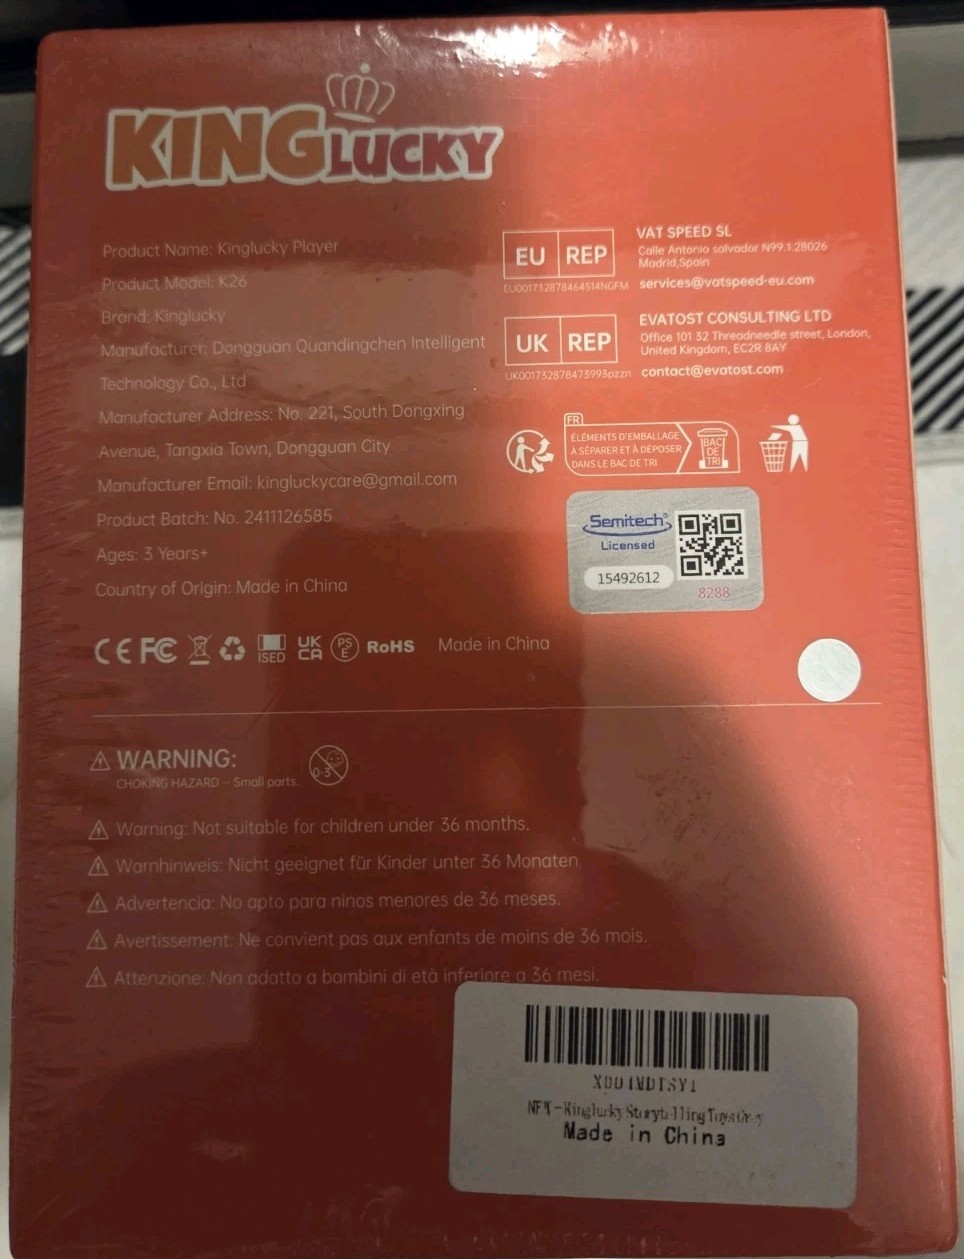 KINGLUCKY
Product Name: Kinglucky Player
Product Model: K26
Brand: Kinglucky
Manufacturer: Dongguan Quandingchen Intelligent
Technology Co., Ltd
Manufacturer Address: No. 221, South Dongxing
Avenue, Tangxia Town, Dongguan City
Manufacturer Email: kingluckycare@gmail.com
Product Batch: No. 2411126585
Ages: 3 Years+
Country of Origin: Made in China
EU REP
EU001732878464514NGFM
VAT SPEED SL
Calle Antonio salvador N99.1.28026
Madrid,Spain
services@vatspeed-eu.com
UK REP
UK001732878473993pzzn
EVATOST CONSULTING LTD
Office 101 32 Threadneedle street, London,
United Kingdom, EC2R 8AY
contact@evatost.com
FR
ÉLÉMENTS D'EMBALLAGE
À SÉPARER ET À DÉPOSER
DANS LE BAC DE TRI
BAC
DE
TRI
Semitech®
Licensed
15492612
8288
CE FC ISED UK
CA PS
E RoHS Made in China
WARNING:
CHOKING HAZARD -- Small parts.
0-3
Warning: Not suitable for children under 36 months.
Warnhinweis: Nicht geeignet für Kinder unter 36 Monaten.
Advertencia: No apto para ninos menores de 36 meses.
Avertissement: Ne convient pas aux enfants de moins de 36 mois.
Attenzione: Non adatto a bambini di età inferiore a 36 mesi.
Made in China